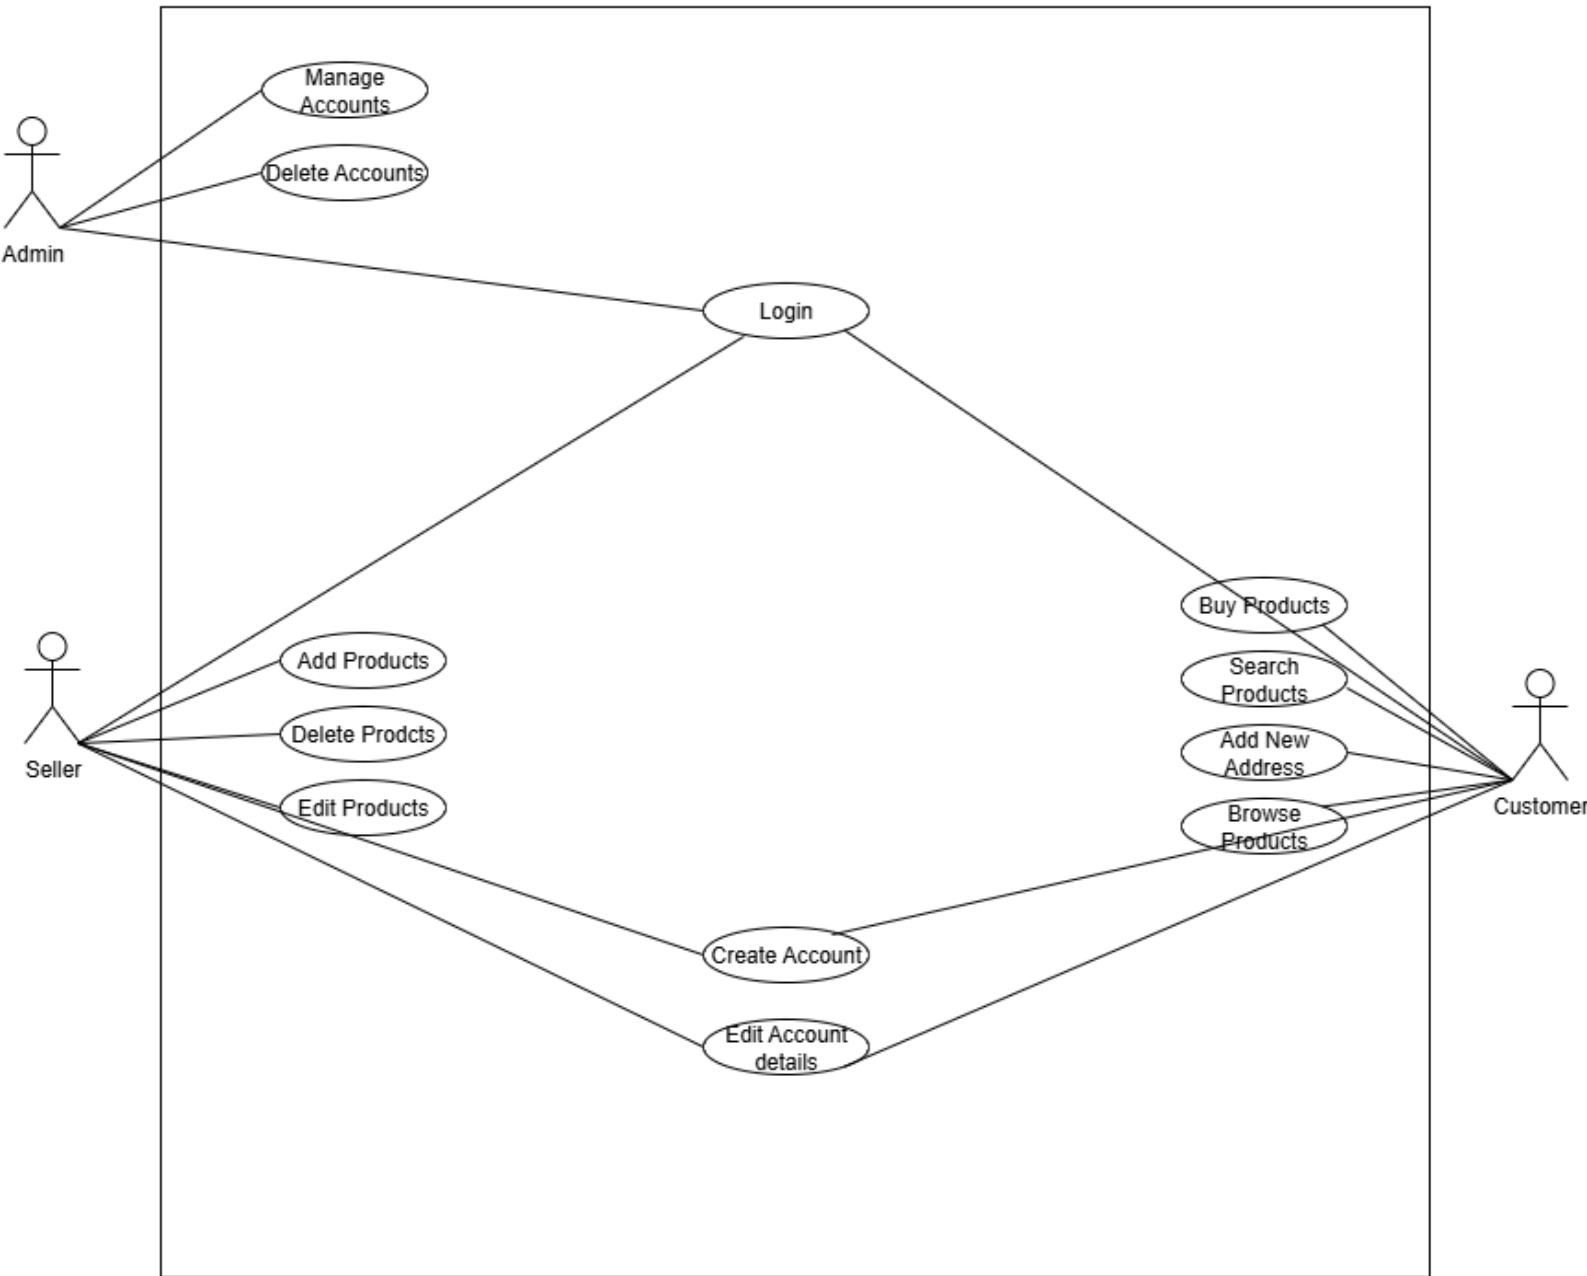 Manage
Accounts
Delete Accounts
Admin
Login
Buy Products
Add Products
Search
Products
Delete Prodcts
Seller
Add New
Address
Edit Products
Customer
Browse
Products
Create Account
Edit Account
details